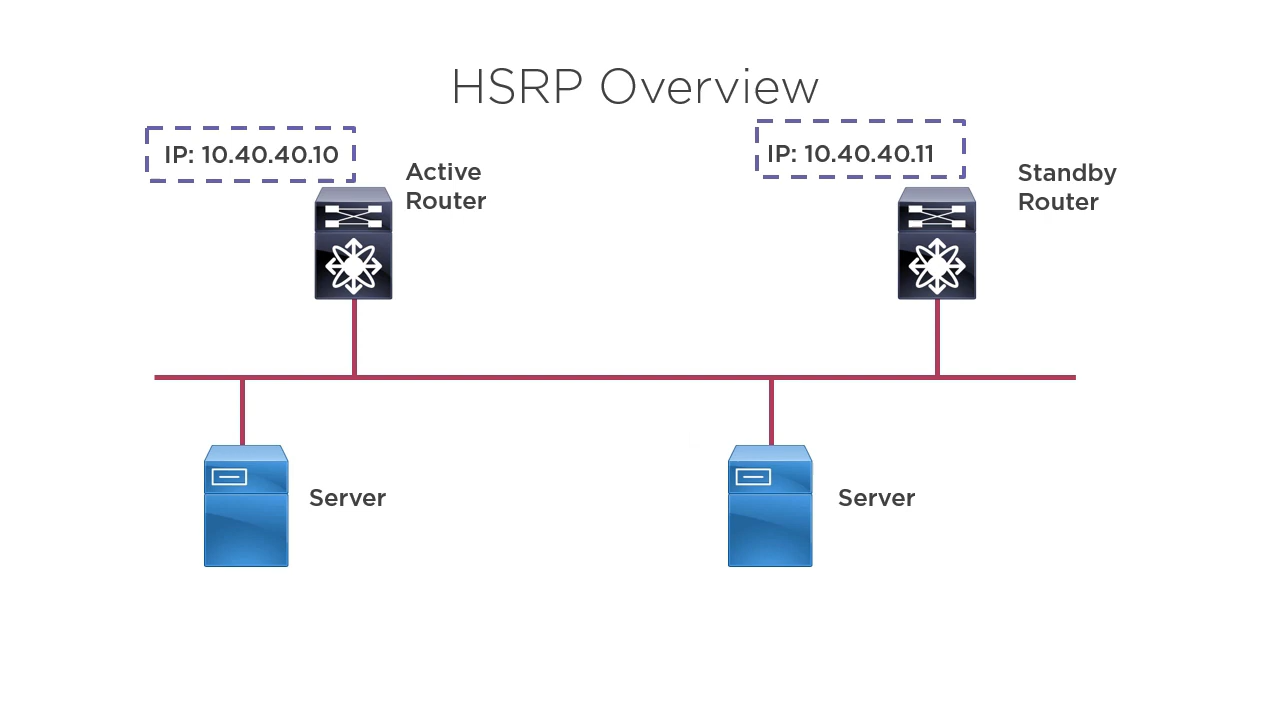 HSRP Overview
IP: 10.40.40.10
Active
Router
IP: 10.40.40.11
Standby
Router
Server
Server